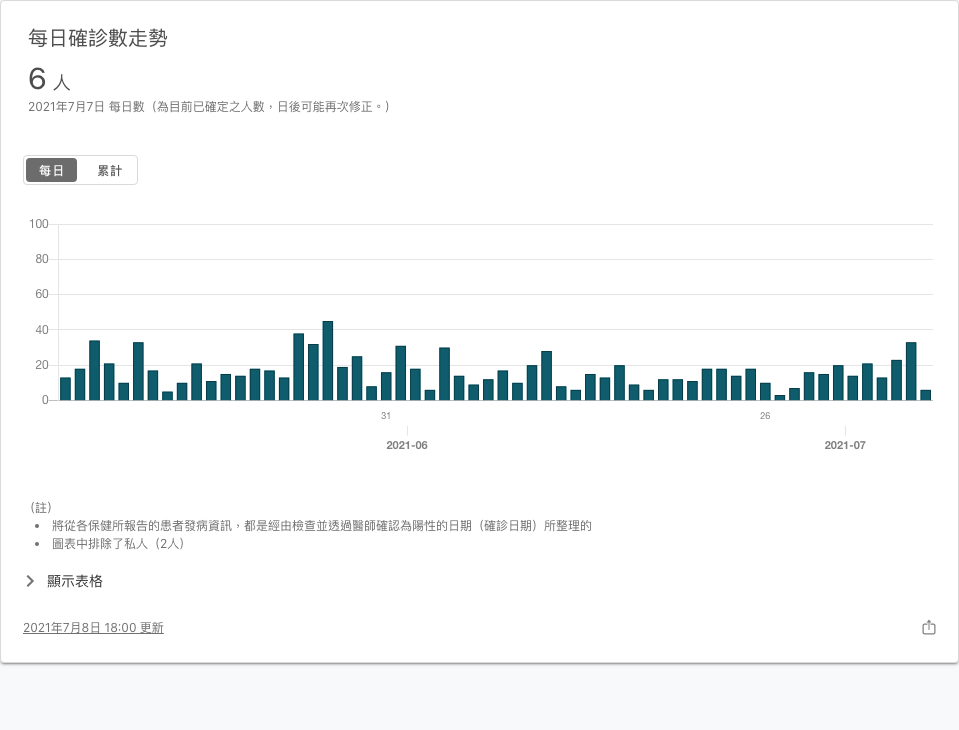 每日確診數走勢
6 人
2021年7月7日 每日數（為目前已確定之人數，日後可能再次修正。）
每日 累計
100
80
60
40
20
0
31 26
2021-06 2021-07
（註）
• 將從各保健所報告的患者發病資訊，都是經由檢查並透過醫師確認為陽性的日期（確診日期）所整理的
• 圖表中排除了私人（2人）
顯示表格
2021年7月8日 18:00 更新